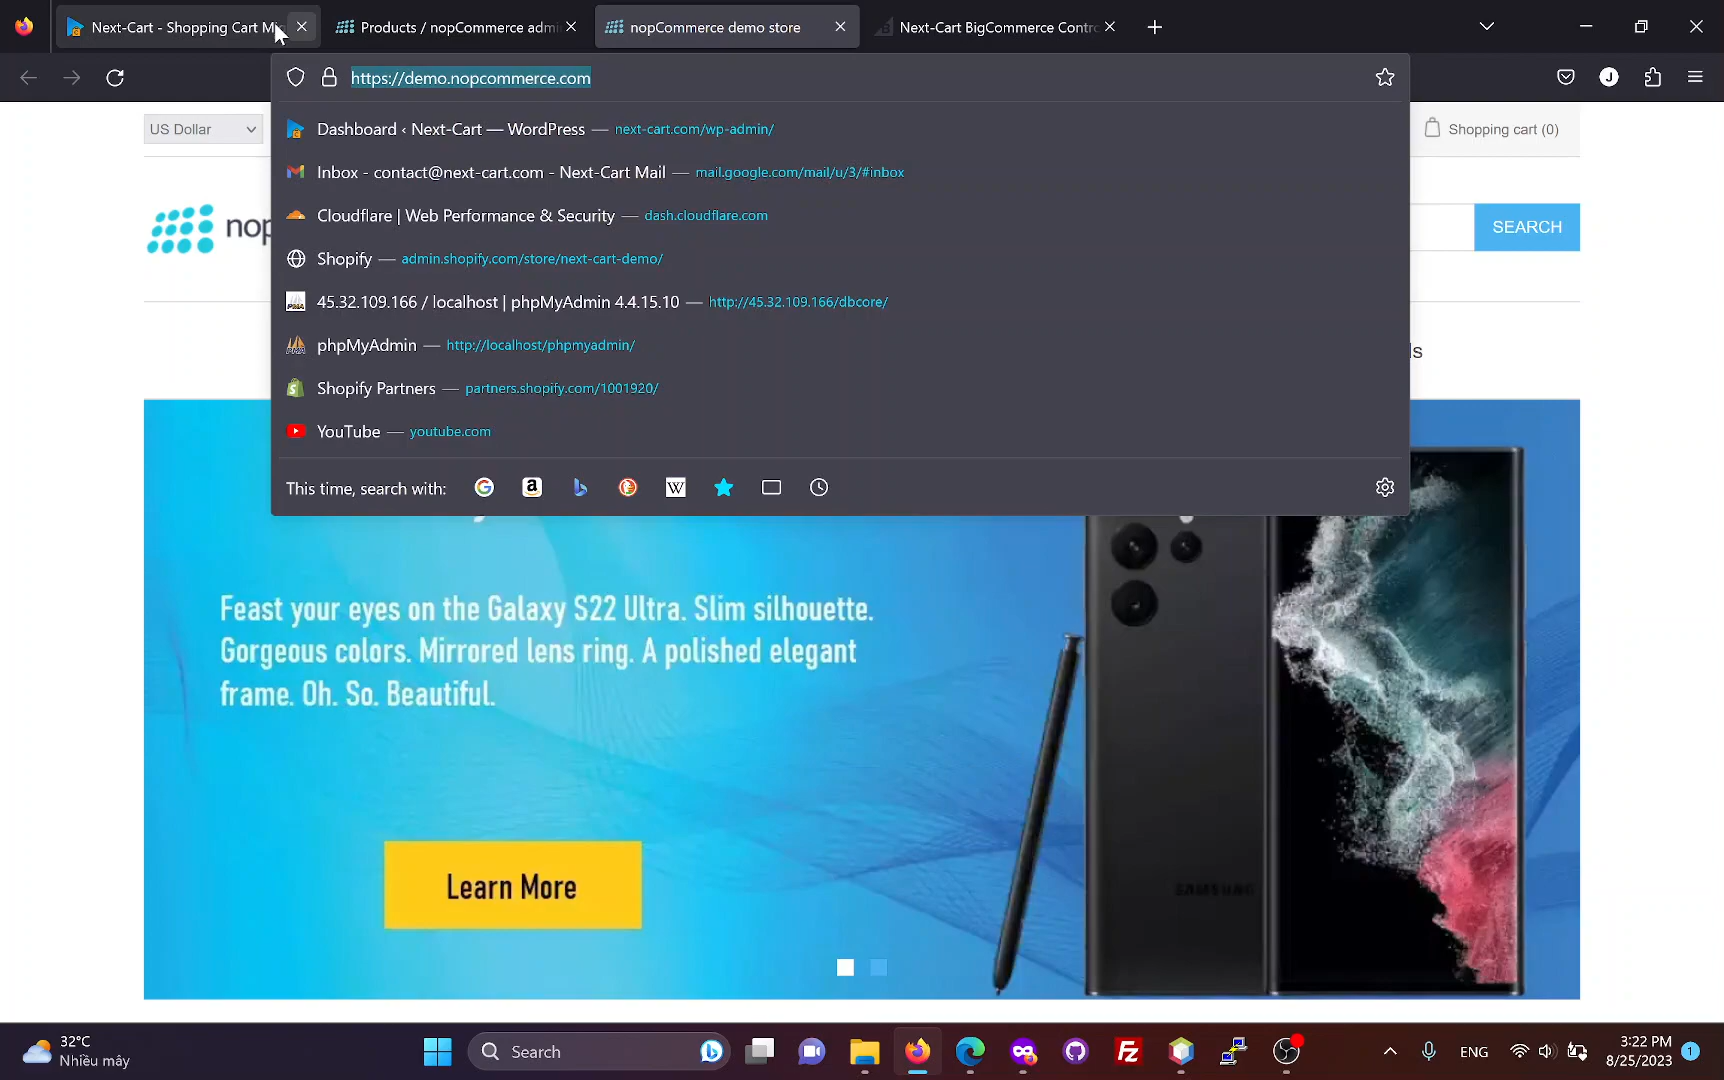 Next-Cart - Shopping Cart Mi
Products / nopCommerce admi
nopCommerce demo store
Next-Cart BigCommerce Contro
https://demo.nopcommerce.com
J
US Dollar
Dashboard ‹ Next-Cart — WordPress — next-cart.com/wp-admin/
Shopping cart (0)
Inbox - contact@next-cart.com - Next-Cart Mail — mail.google.com/mail/u/3/#inbox
Cloudflare | Web Performance & Security — dash.cloudflare.com
nop
SEARCH
Shopify — admin.shopify.com/store/next-cart-demo/
45.32.109.166 / localhost | phpMyAdmin 4.4.15.10 — http://45.32.109.166/dbcore/
phpMyAdmin — http://localhost/phpmyadmin/
ls
Shopify Partners — partners.shopify.com/1001920/
YouTube — youtube.com
This time, search with:
Feast your eyes on the Galaxy S22 Ultra. Slim silhouette.
Gorgeous colors. Mirrored lens ring. A polished elegant
frame. Oh. So. Beautiful.
SAMSUNG
Learn More
32°C
Nhiều mây
Search
ENG
3:22 PM
8/25/2023
1